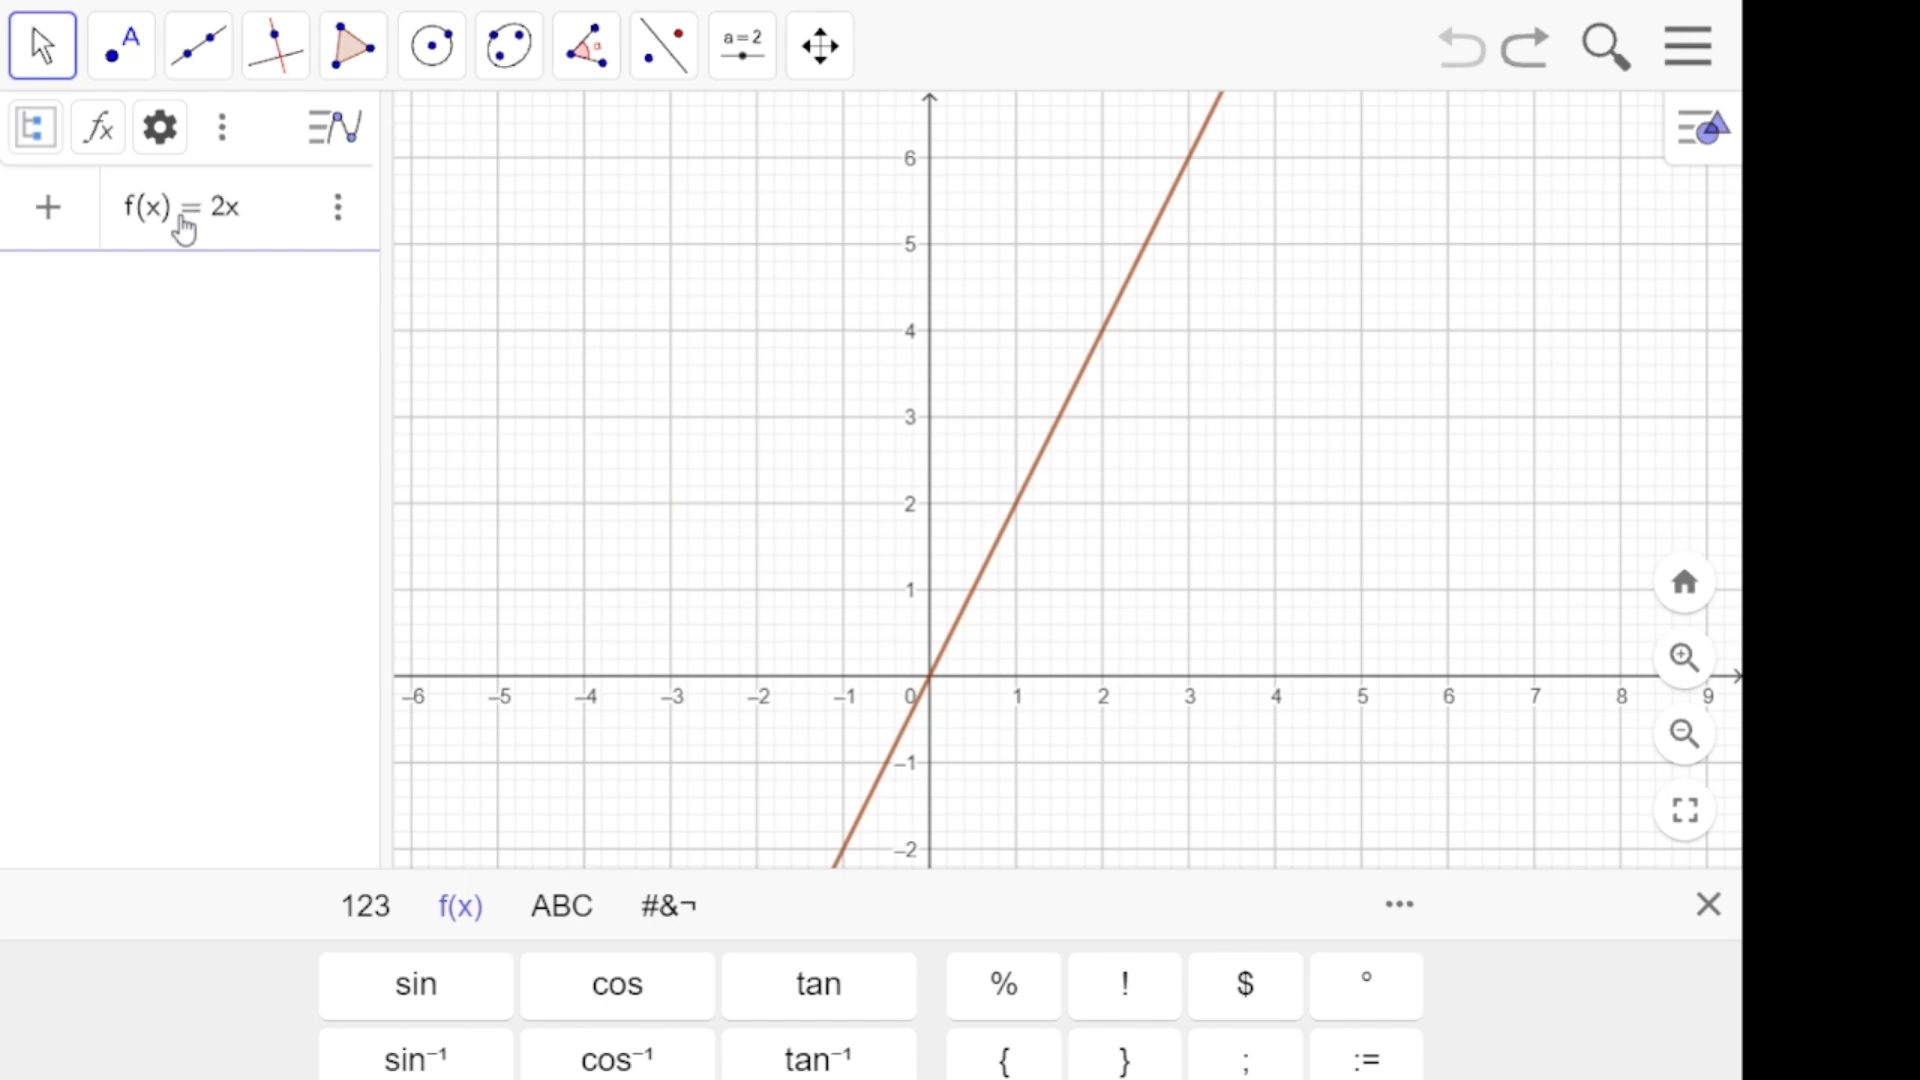 A
α
a = 2
fx
f(x) = 2x
6
5
4
3
2
1
–6 –5 –4 –3 –2 –1 0 1 2 3 4 5 6 7 8 9
–1
–2
123 f(x) ABC #&¬ •••
sin cos tan % ! $ °
sin⁻¹ cos⁻¹ tan⁻¹ { } ; :=